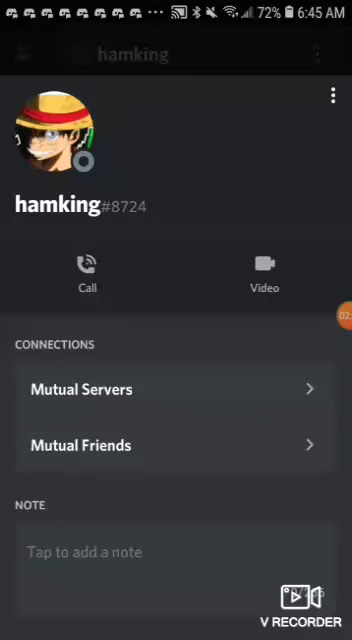 72% 6:45 AM
hamking
hamking#8724
Call
Video
02:
CONNECTIONS
Mutual Servers
Mutual Friends
NOTE
Tap to add a note
V RECORDER